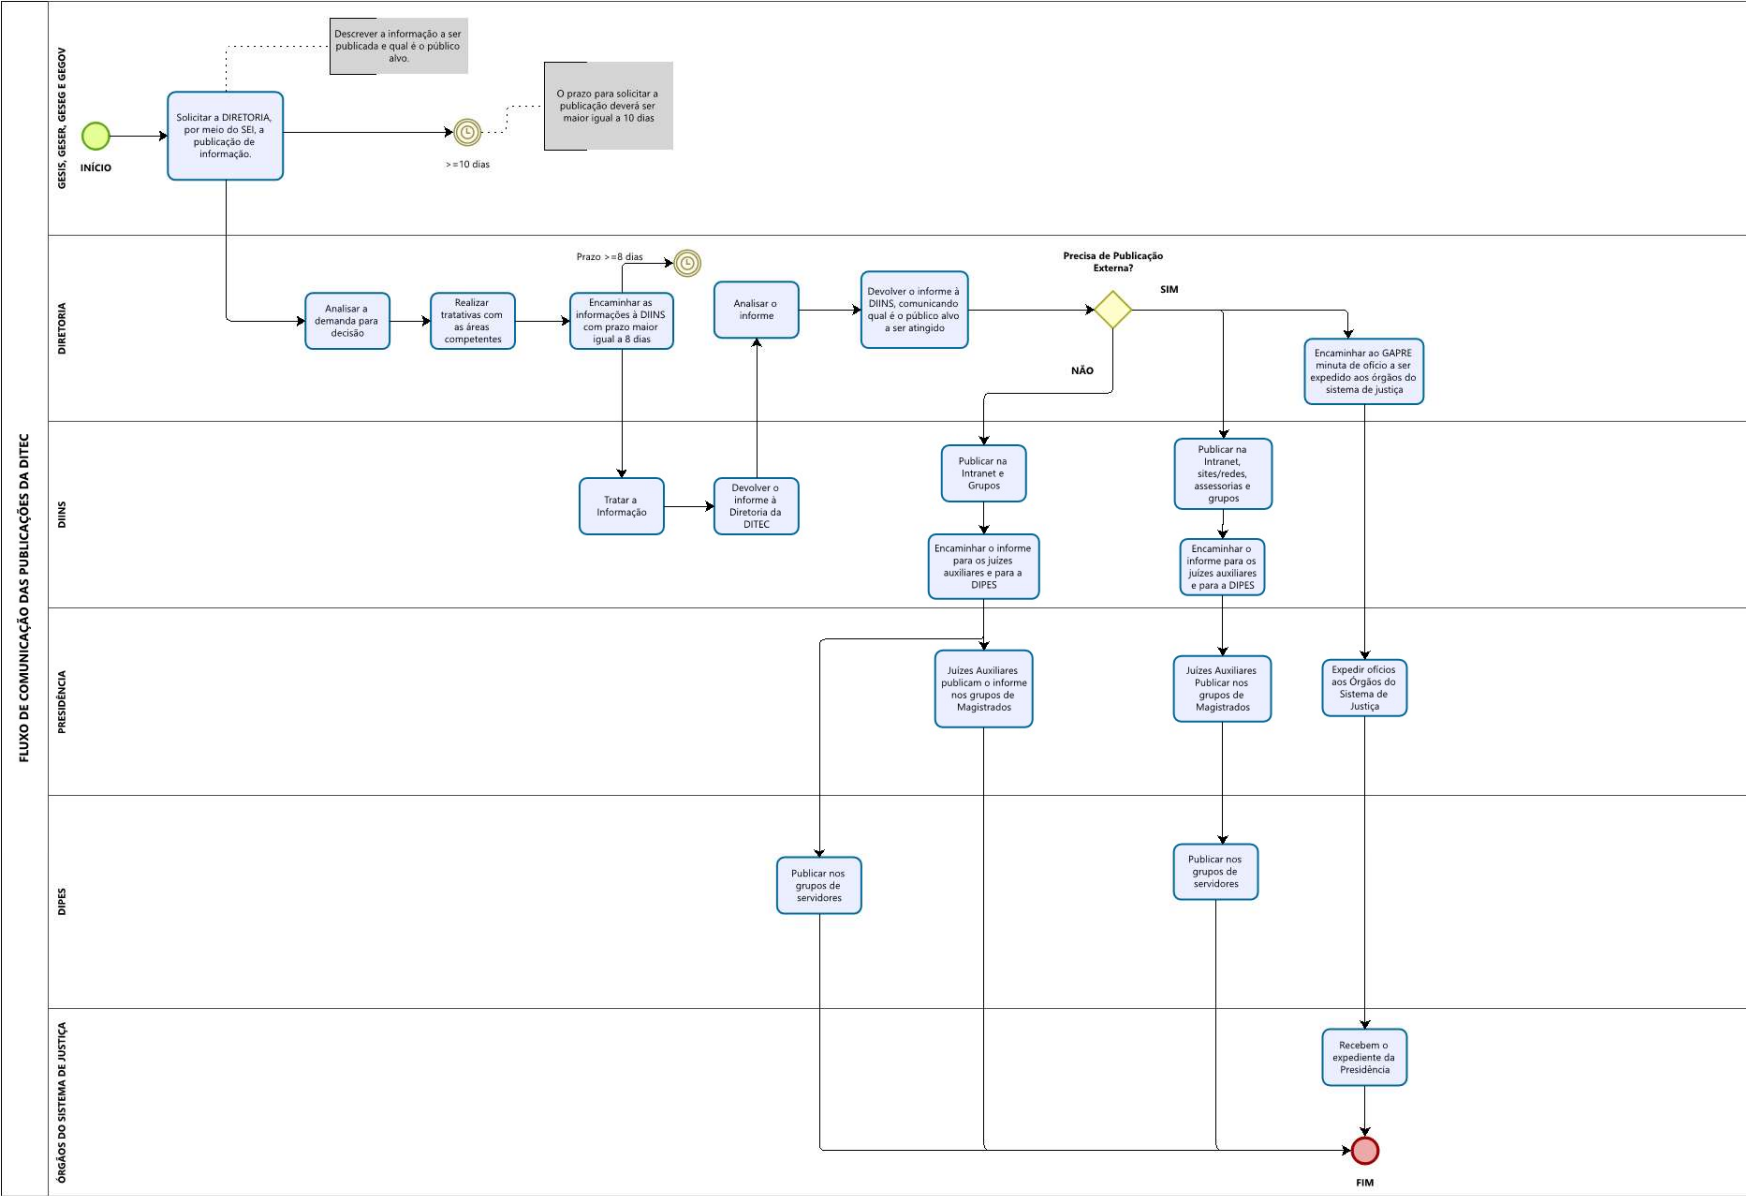 FLUXO DE COMUNICAÇÃO DAS PUBLICAÇÕES DA DITEC
GESIS, GESER, GESEG E GEGOV
Descrever a informação a ser
publicada e qual é o público
alvo.
O prazo para solicitar a
publicação deverá ser
maior igual a 10 dias
Solicitar a DIRETORIA,
por meio do SEI, a
publicação de
informação.
INÍCIO
>=10 dias
DIRETORIA
Prazo >=8 dias
Analisar a
demanda para
decisão
Realizar
tratativas com
as áreas
competentes
Encaminhar as
informações à DIINS
com prazo maior
igual a 8 dias
Analisar o
informe
Devolver o informe à
DIINS, comunicando
qual é o público alvo
a ser atingido
Precisa de Publicação
Externa?
SIM
NÃO
Encaminhar ao GAPRE
minuta de ofício a ser
expedido aos órgãos do
sistema de justiça
DIINS
Tratar a
Informação
Devolver o
informe à
Diretoria da
DITEC
Publicar na
Intranet e
Grupos
Publicar na
Intranet,
sites/redes,
assessorias e
grupos
Encaminhar o informe
para os juízes
auxiliares e para a
DIPES
Encaminhar o
informe para os
juízes auxiliares
e para a DIPES
PRESIDÊNCIA
Juízes Auxiliares
publicam o informe
nos grupos de
Magistrados
Juízes Auxiliares
Publicar nos
grupos de
Magistrados
Expedir ofícios
aos Órgãos do
Sistema de
Justiça
DIPES
Publicar nos
grupos de
servidores
Publicar nos
grupos de
servidores
ÓRGÃOS DO SISTEMA DE JUSTIÇA
Recebem o
expediente da
Presidência
FIM